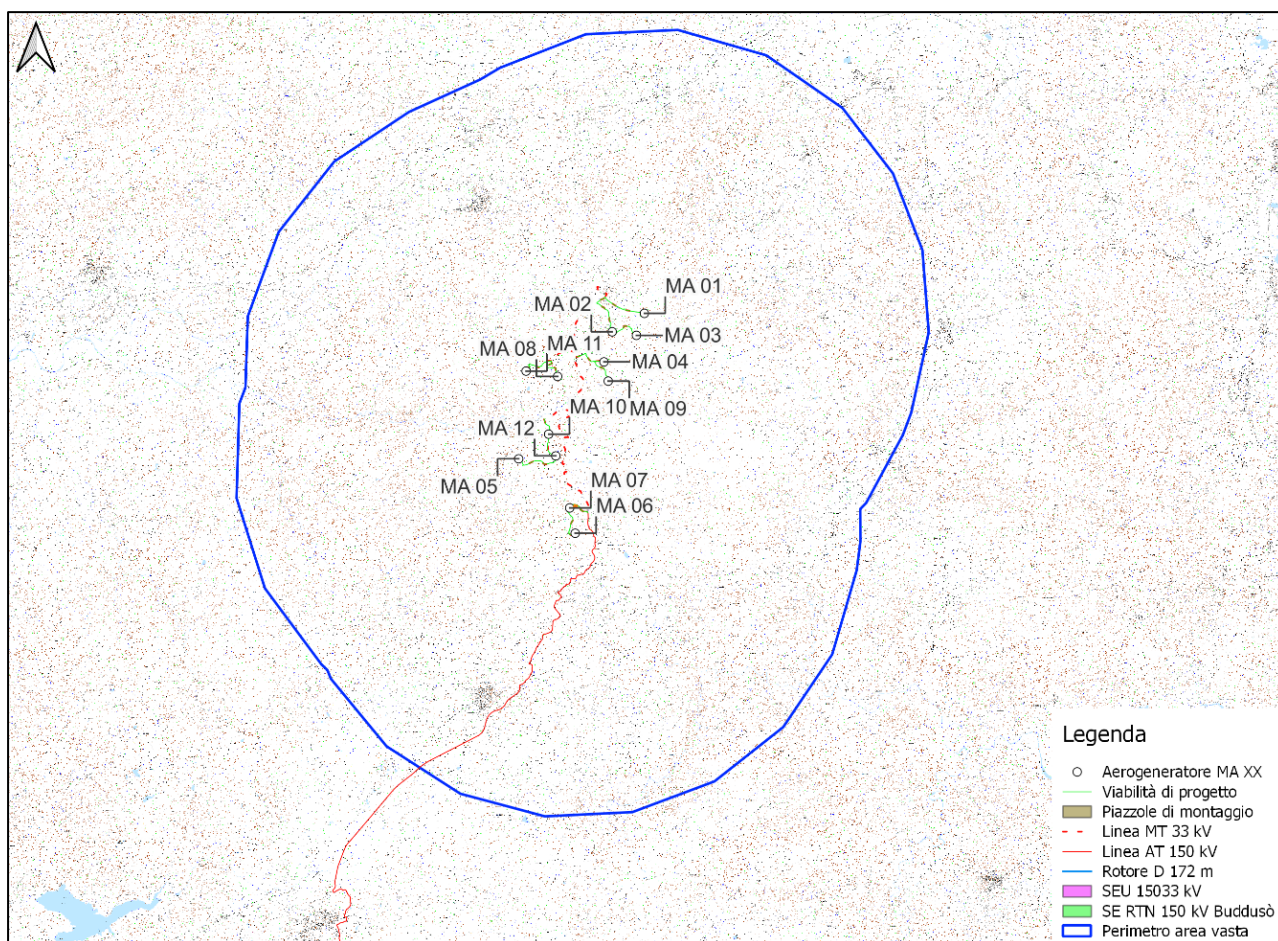 MA 01
MA 02
MA 03
MA 11
MA 08
MA 04
MA 10
MA 09
MA 12
MA 07
MA 05
MA 06
Legenda
Aerogeneratore MA XX
Viabilità di progetto
Piazzole di montaggio
Linea MT 33 kV
Linea AT 150 kV
Rotore D 172 m
SEU 15033 kV
SE RTN 150 kV Buddusò
Perimetro area vasta